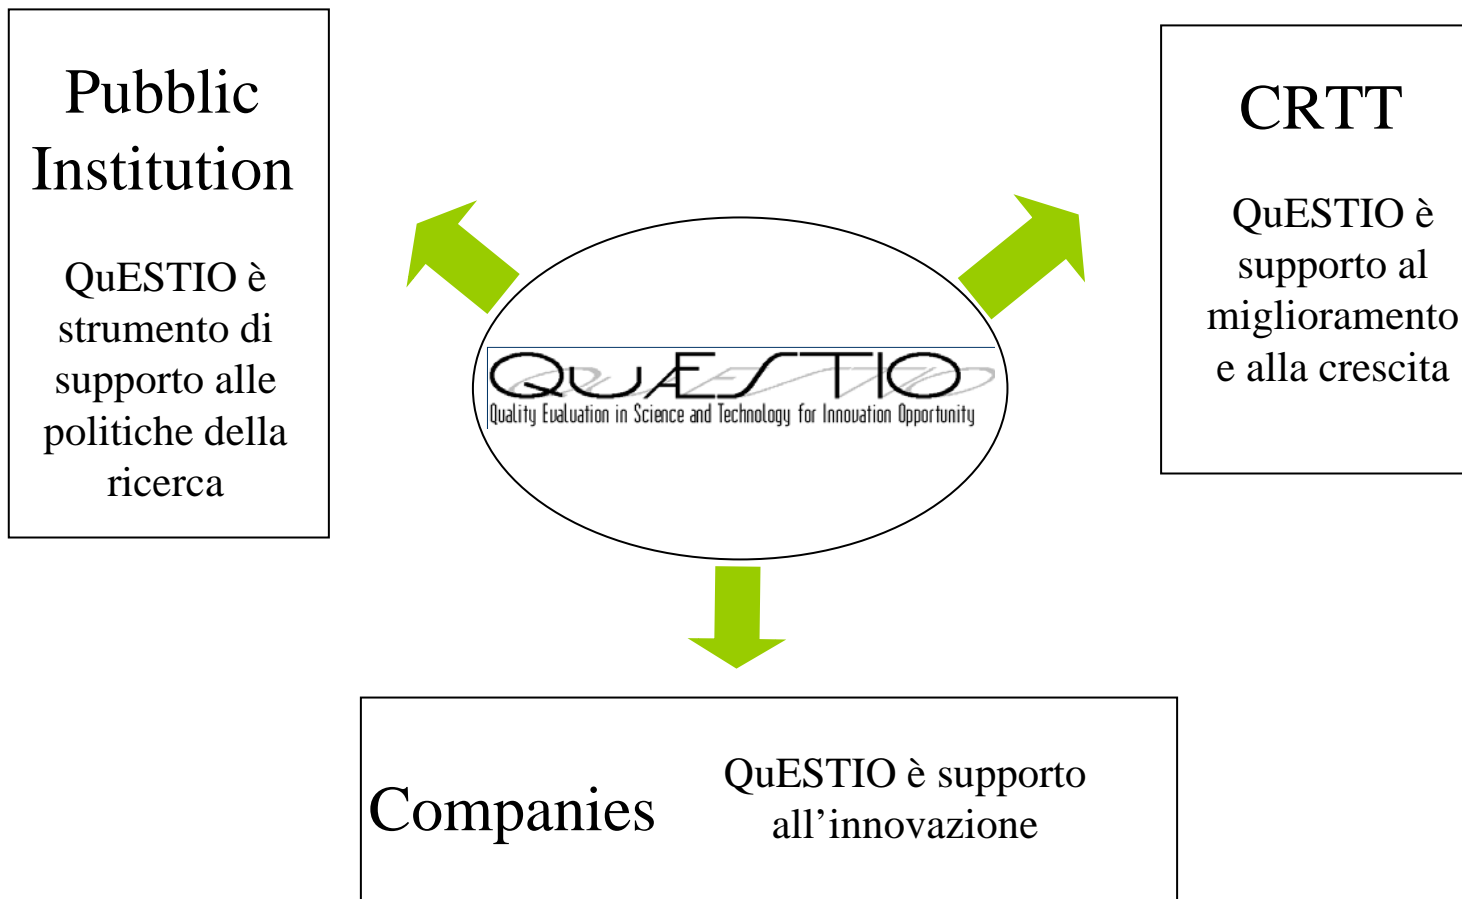 Pubblic
Institution
QuESTIO è
strumento di
supporto alle
politiche della
ricerca
CRTT
QuESTIO è
supporto al
miglioramento
e alla crescita
QUÆSTIO
Quality Evaluation in Science and Technology for Innovation Opportunity
Companies
QuESTIO è supporto
all’innovazione